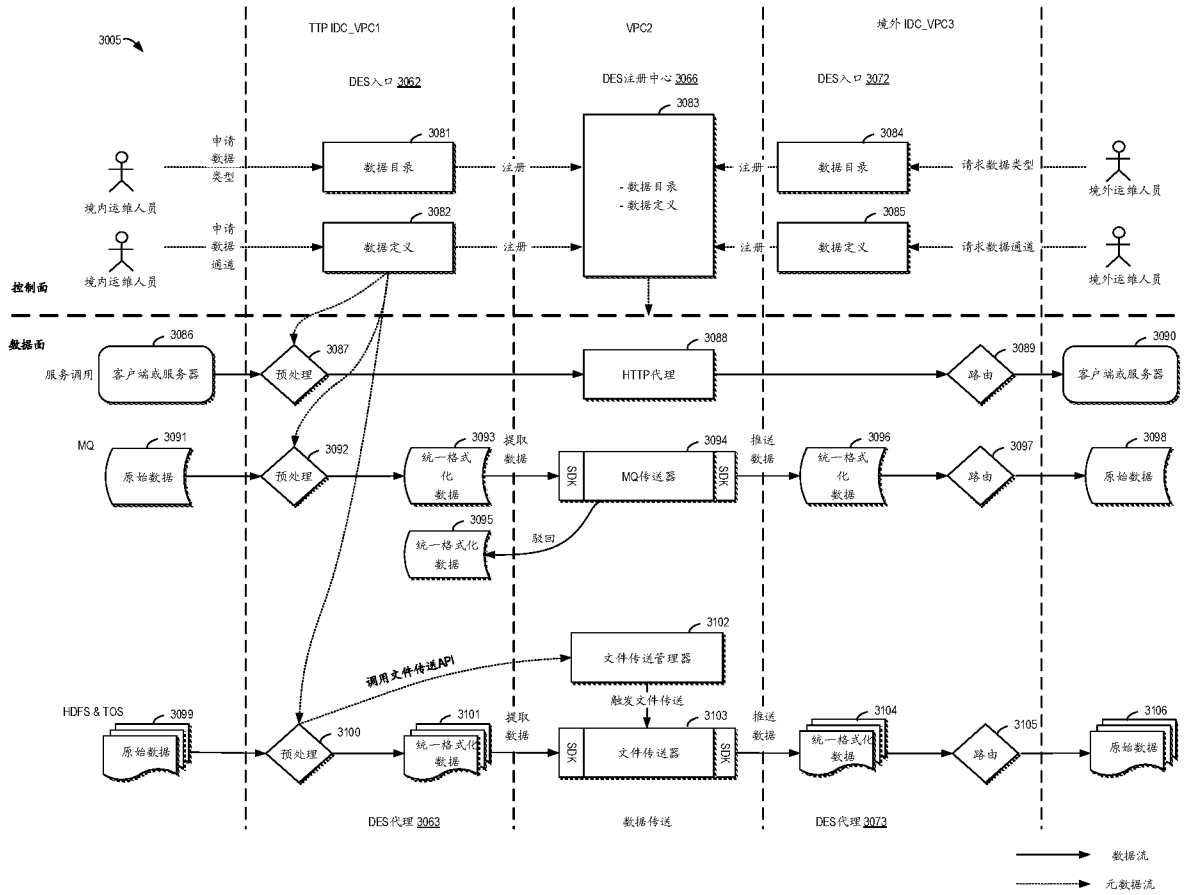 3005
TTP IDC_VPC1
VPC2
境外 IDC_VPC3
DES入口 3062
DES注册中心 3066
DES入口 3072
3083
3081
3084
申请
数据
类型
数据目录
注册
- 数据目录
- 数据定义
注册
数据目录
请求数据类型
境内运维人员
境外运维人员
3082
3085
申请
数据
通道
数据定义
注册
注册
数据定义
请求数据通道
境内运维人员
境外运维人员
控制面
数据面
3086
3087
3088
3089
3090
服务调用
客户端或服务器
预处理
HTTP代理
路由
客户端或服务器
MQ
3091
3092
3093
提取
数据
3094
推送
数据
3096
3097
3098
原始数据
预处理
统一格式
化
数据
SDK
MQ传送器
SDK
统一格式
化
数据
路由
原始数据
3095
统一格式化
数据
驳回
3102
文件传送管理器
调用文件传送API
触发文件传送
HDFS & TOS
3099
3100
3101
提取
数据
3103
推送
数据
3104
3105
3106
原始数据
预处理
统一格式化
数据
SDK
文件传送器
SDK
统一格式化
数据
路由
原始数据
DES代理 3063
数据传送
DES代理 3073
数据流
元数据流